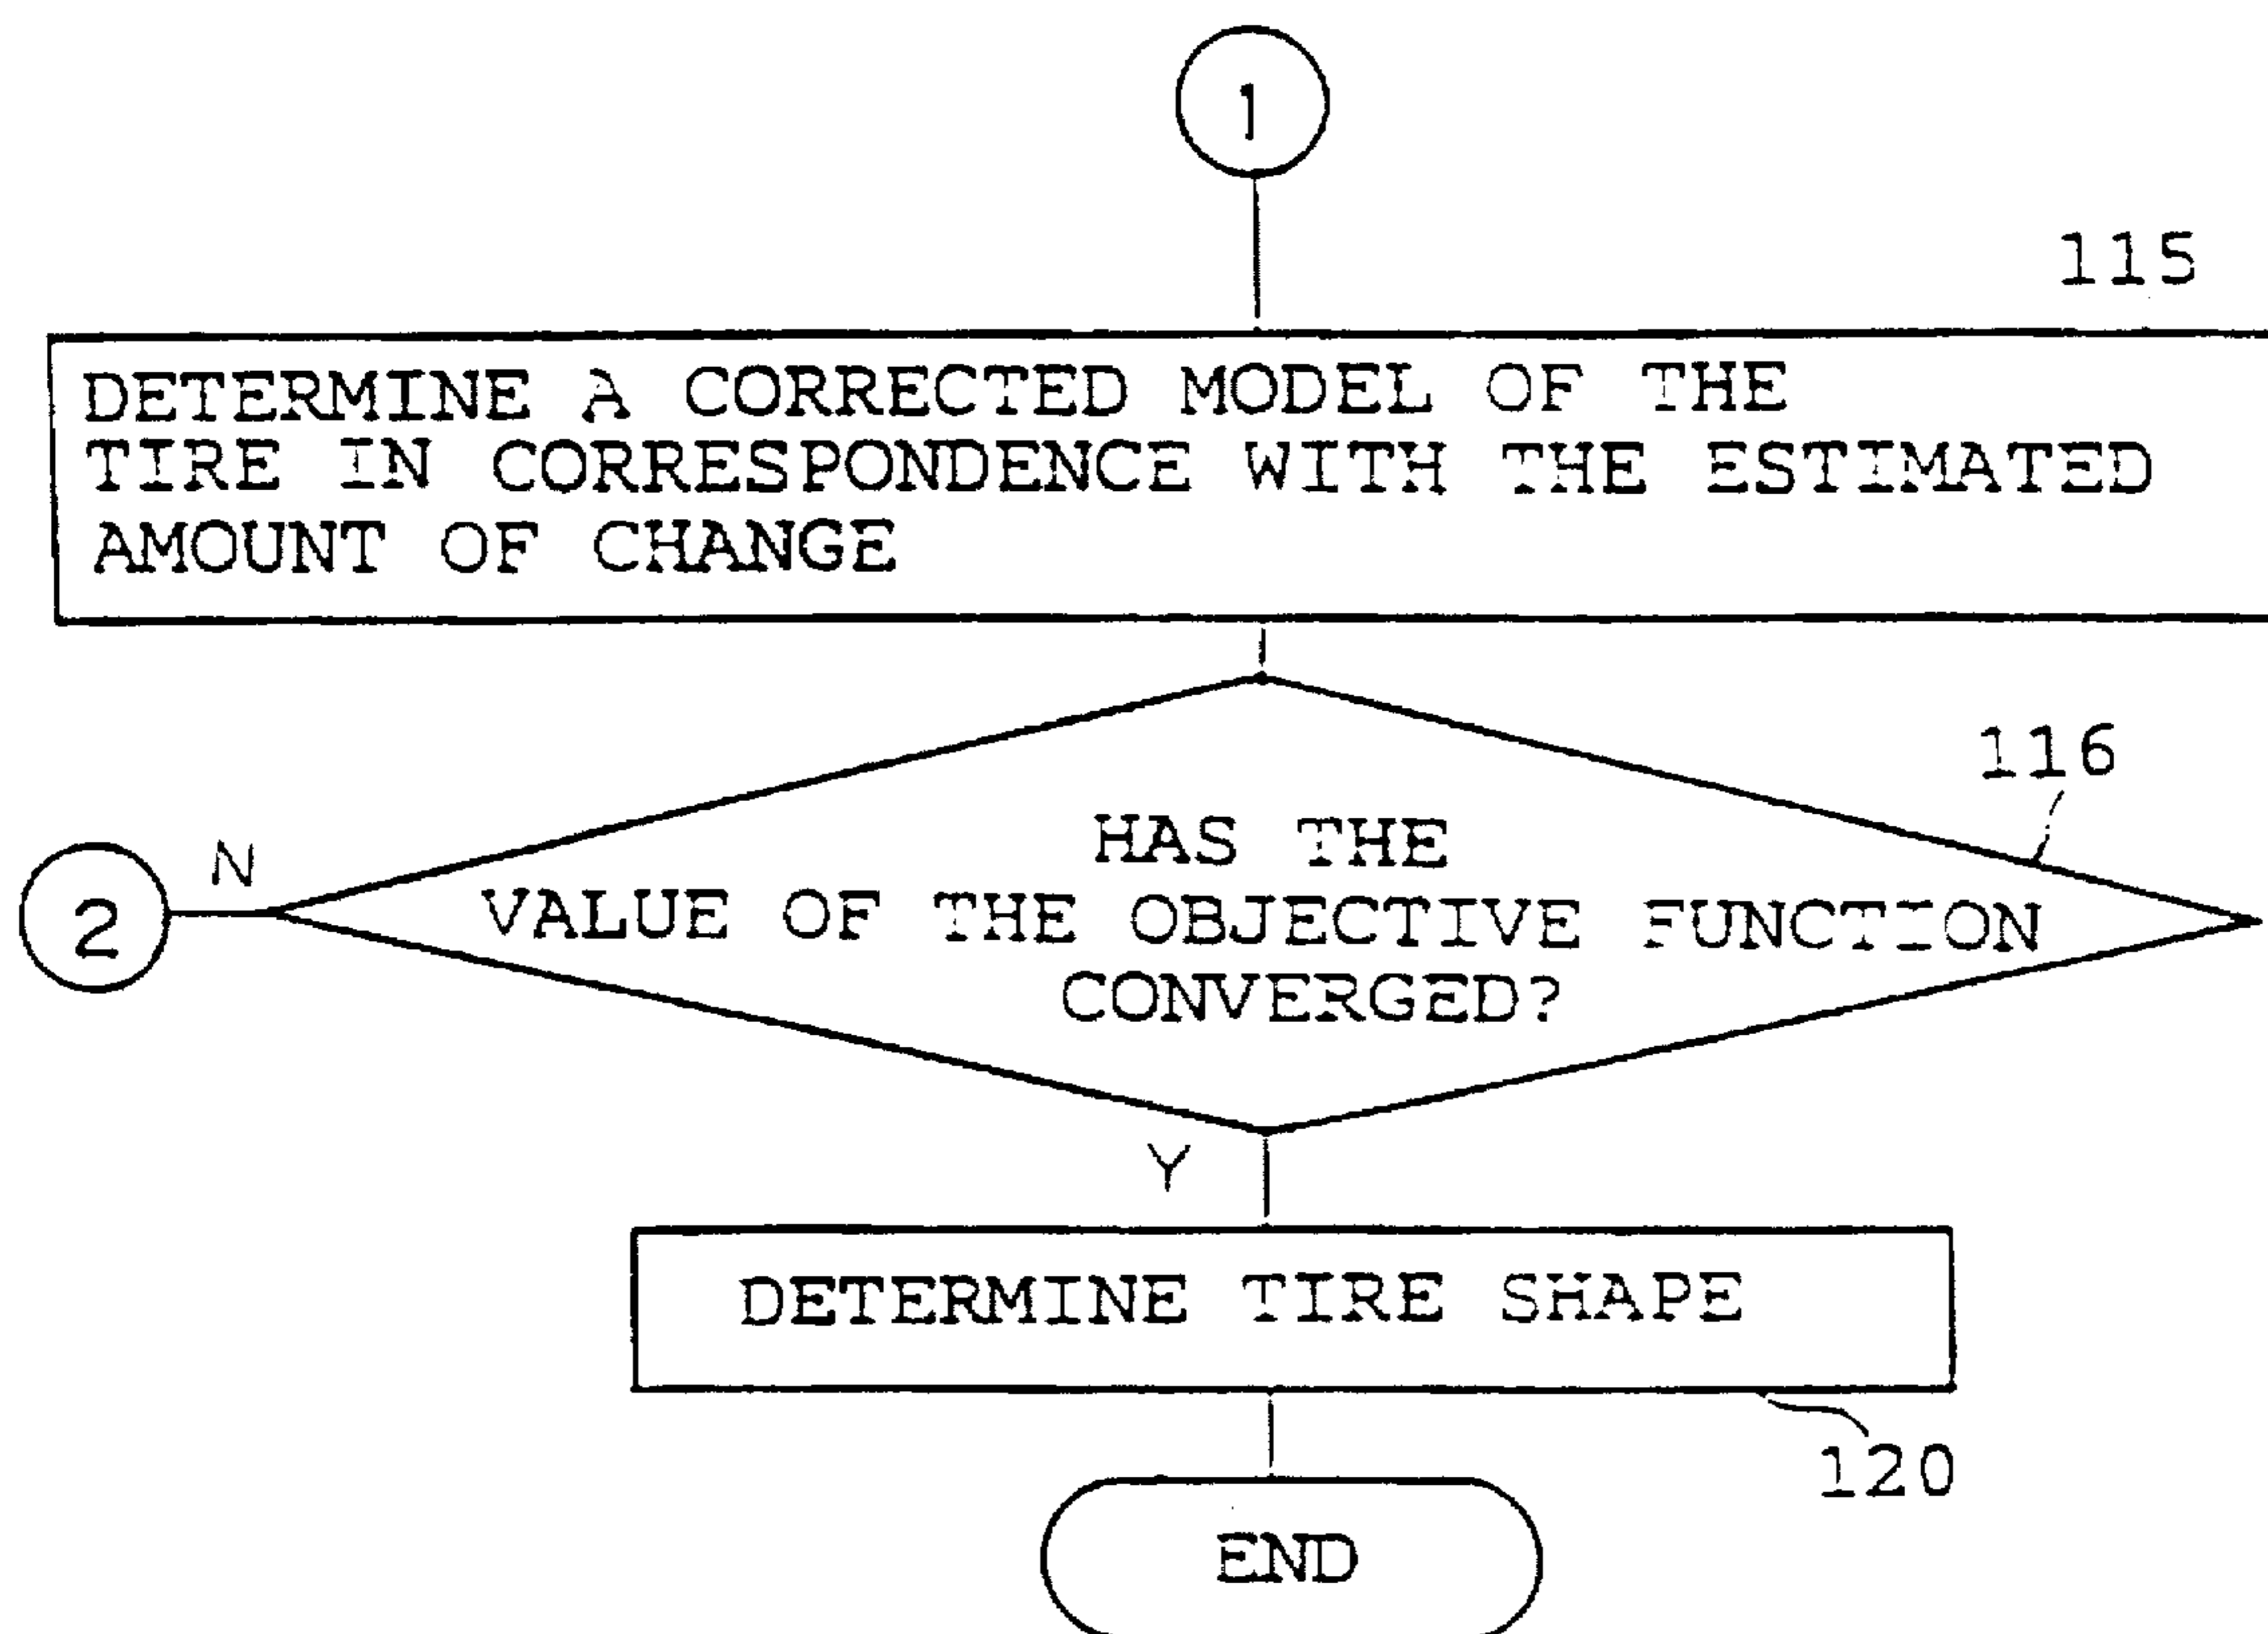 1
115
DETERMINE A CORRECTED MODEL OF THE
TIRE IN CORRESPONDENCE WITH THE ESTIMATED
AMOUNT OF CHANGE
116
N
2
HAS THE
VALUE OF THE OBJECTIVE FUNCTION
CONVERGED?
Y
DETERMINE TIRE SHAPE
120
END